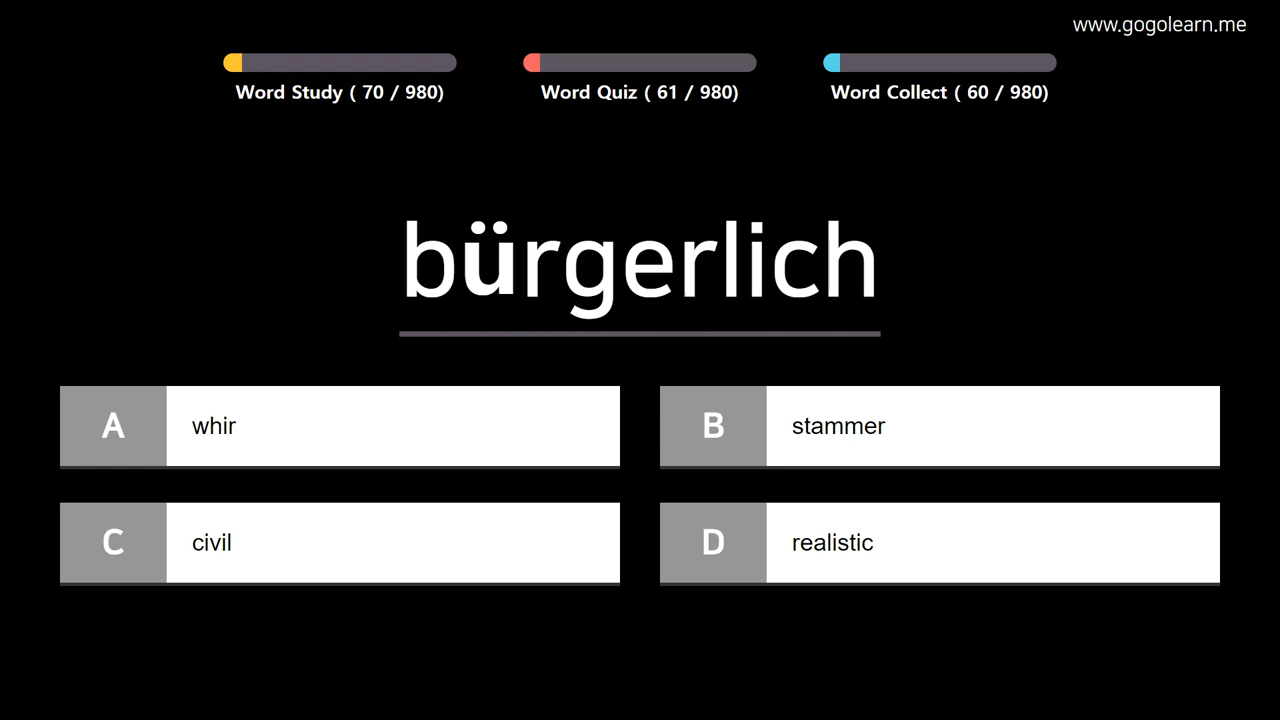 www.gogolearn.me
Word Study ( 70 / 980)
Word Quiz ( 61 / 980)
Word Collect ( 60 / 980)
bürgerlich
A whir
B stammer
C civil
D realistic